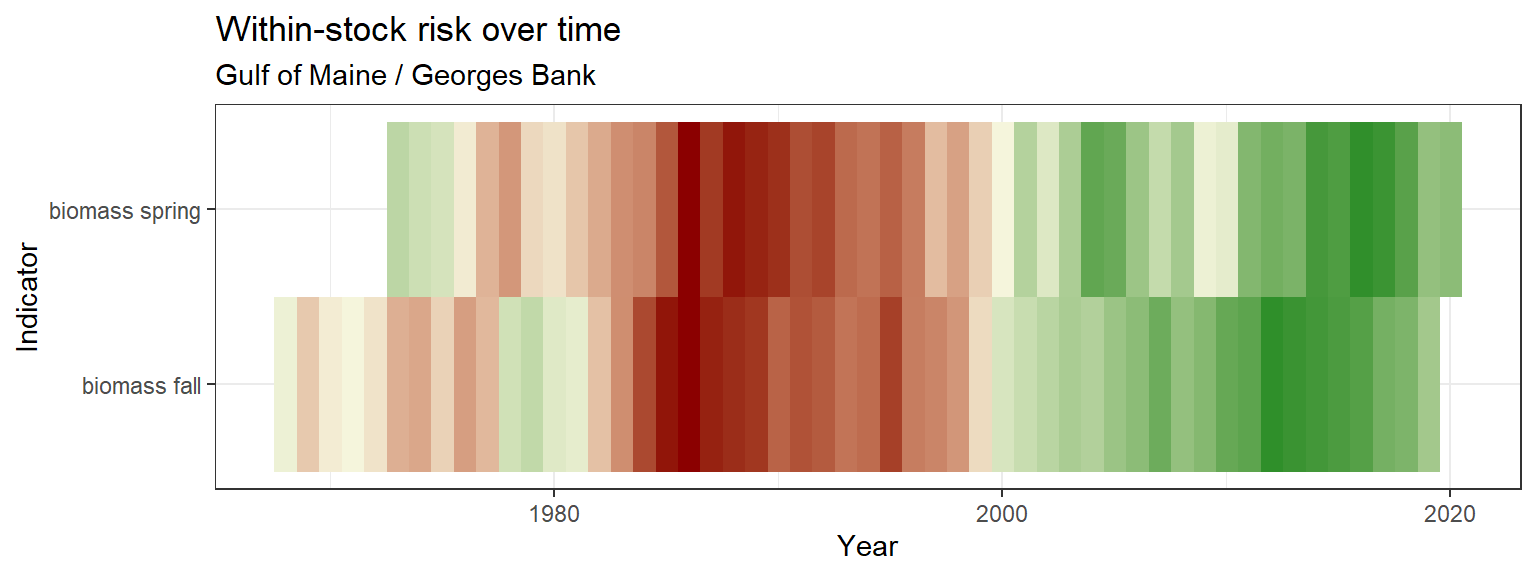 Within-stock risk over time
Gulf of Maine / Georges Bank
Indicator
biomass spring
biomass fall
1980
2000
2020
Year